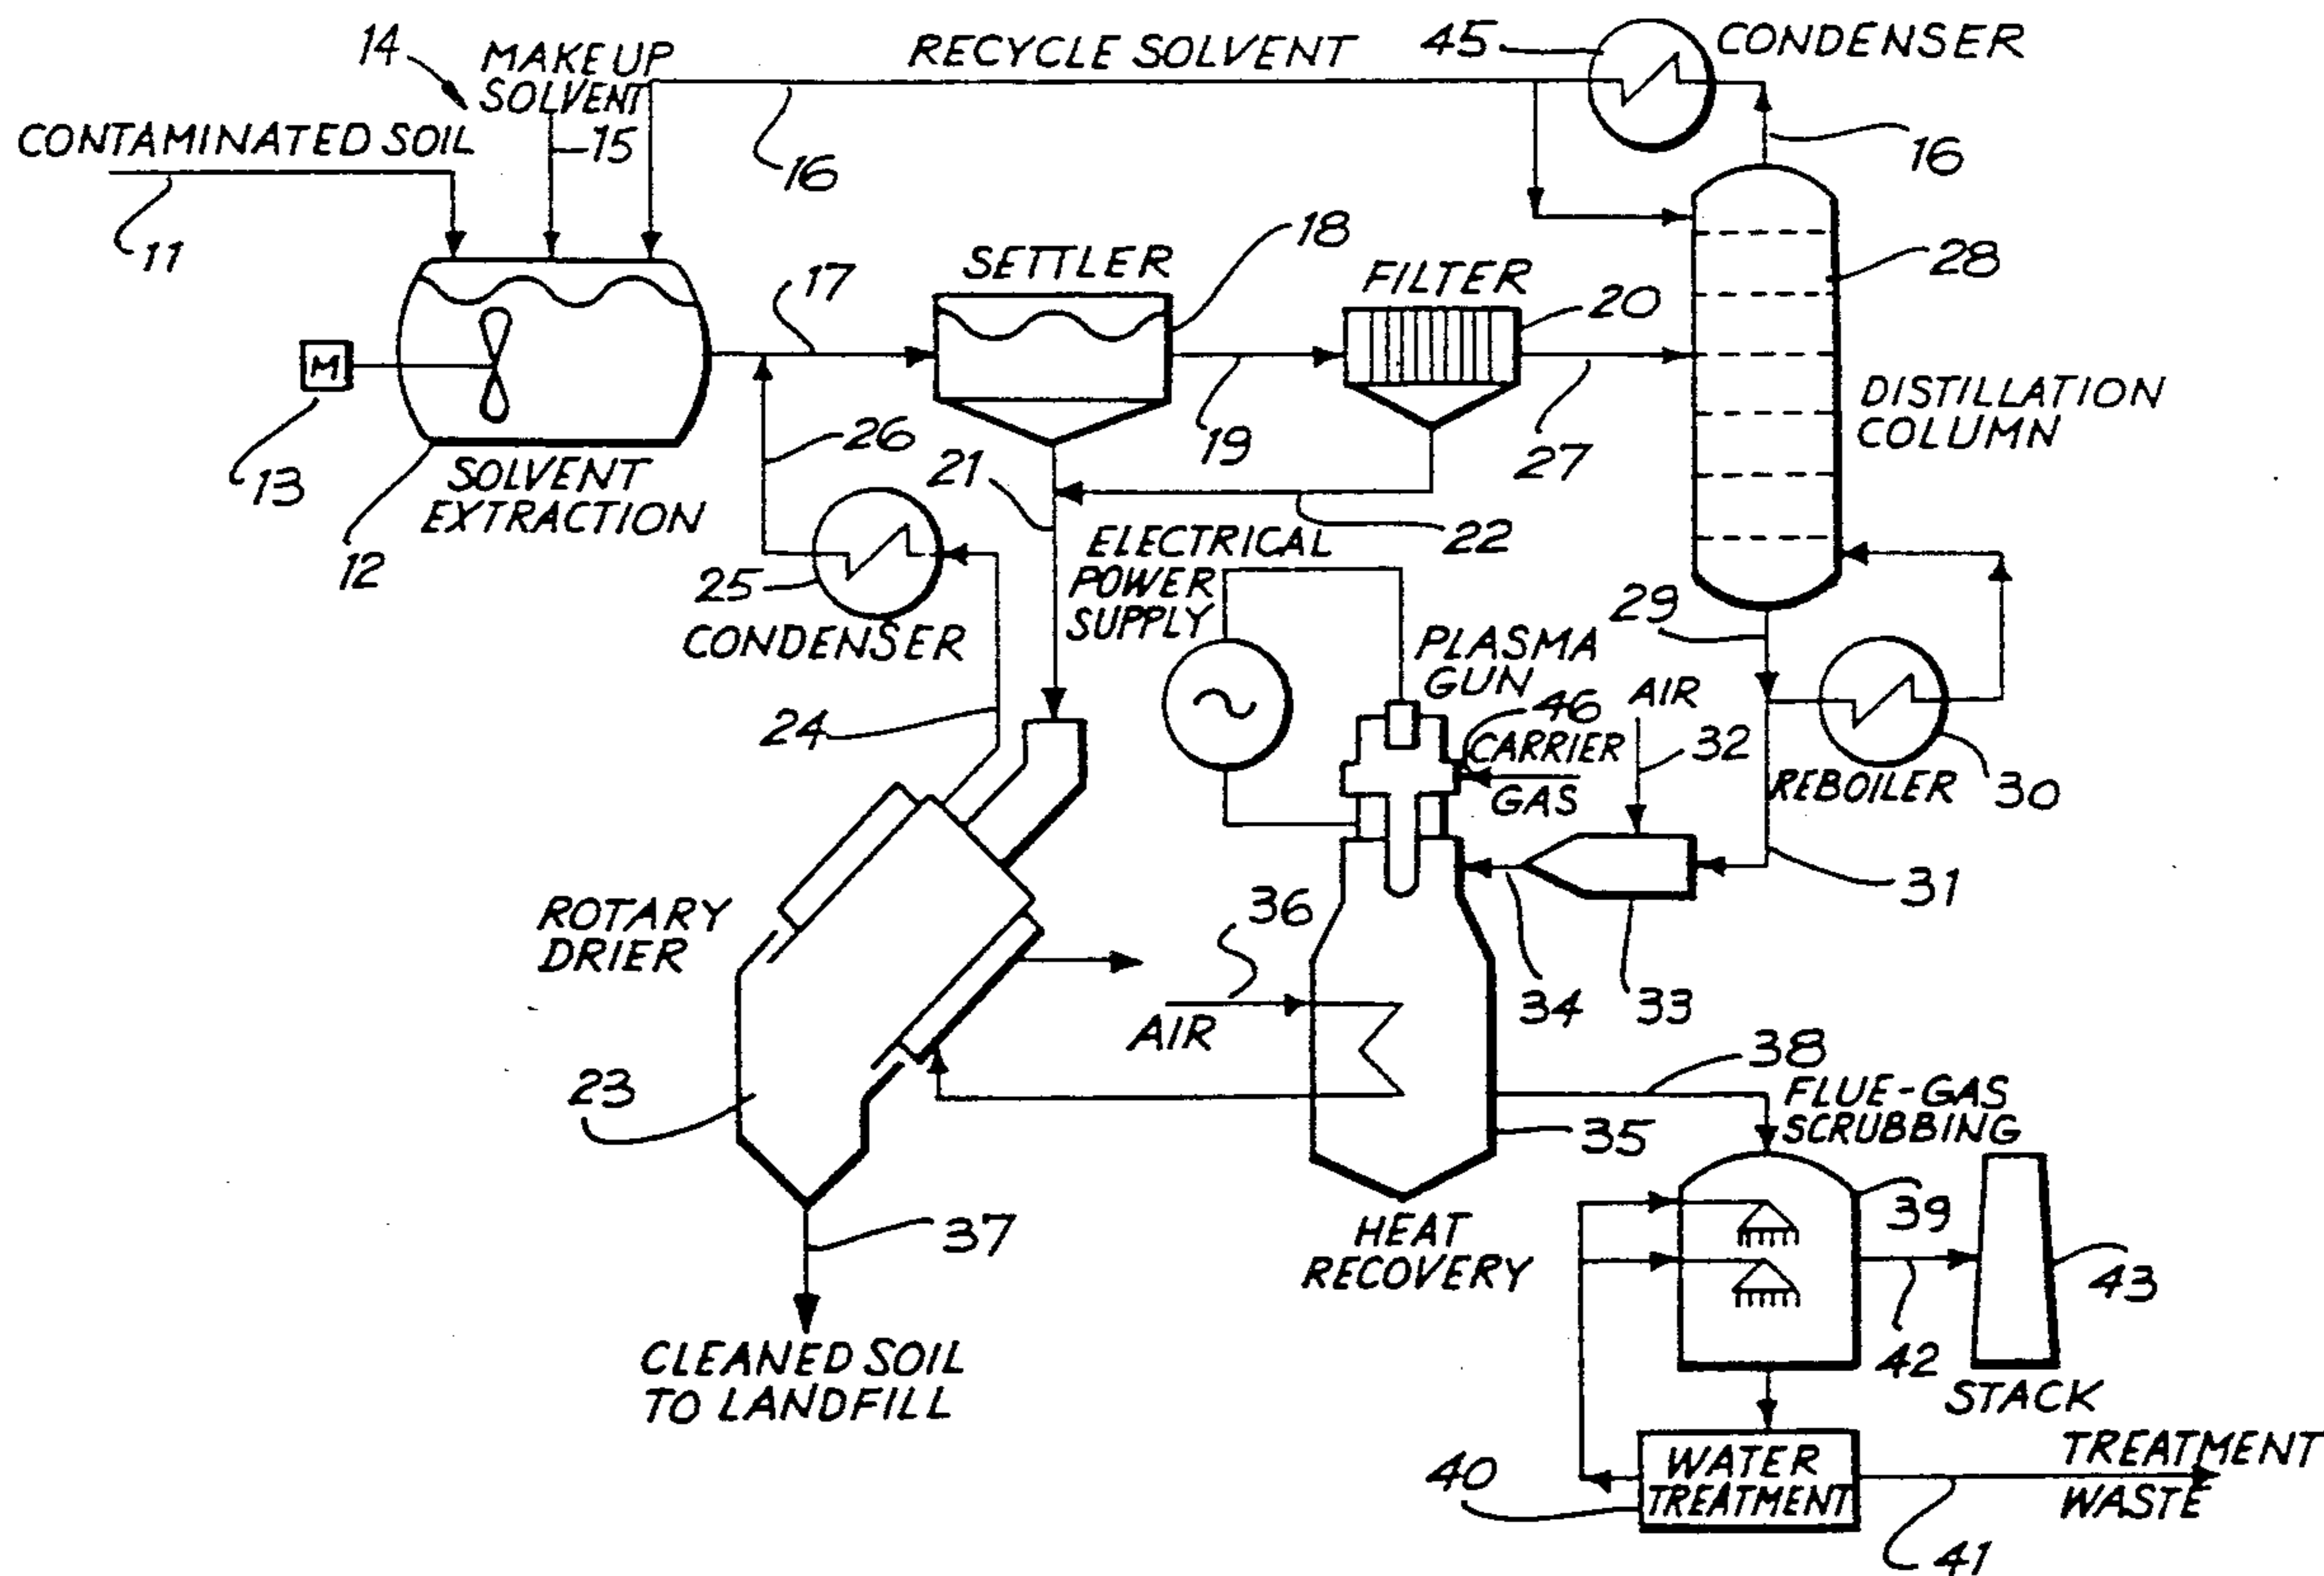 14
MAKE UP
SOLVENT
RECYCLE SOLVENT
45
CONDENSER
CONTAMINATED SOIL
15
16
16
11
17
SETTLER
18
FILTER
20
28
M
13
12
SOLVENT
EXTRACTION
26
21
19
27
DISTILLATION
COLUMN
22
25
CONDENSER
ELECTRICAL
POWER
SUPPLY
29
PLASMA
GUN
46
CARRIER
GAS
AIR
32
REBOILER
30
24
31
ROTARY
DRIER
36
AIR
34
33
23
38
FLUE-GAS
SCRUBBING
35
39
37
HEAT
RECOVERY
43
42
CLEANED SOIL
TO LANDFILL
STACK
40
WATER
TREATMENT
TREATMENT
WASTE
41